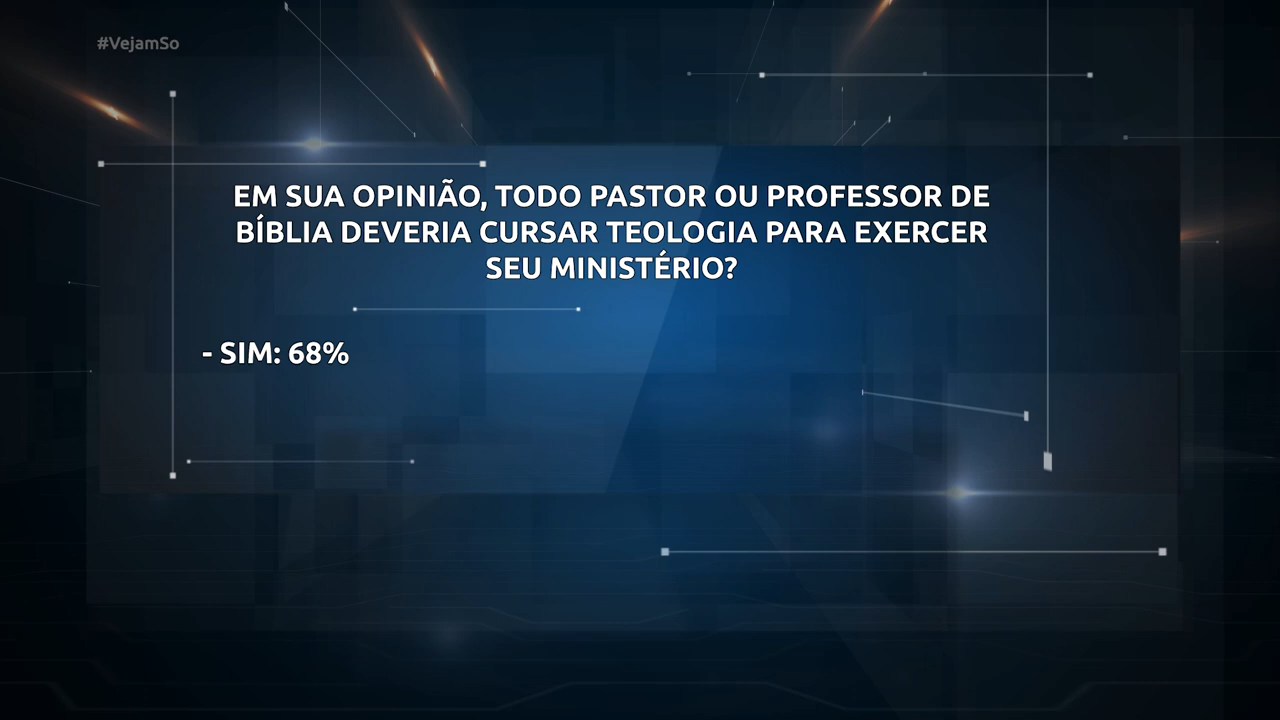 #VejamSo
EM SUA OPINIÃO, TODO PASTOR OU PROFESSOR DE
BÍBLIA DEVERIA CURSAR TEOLOGIA PARA EXERCER
SEU MINISTÉRIO?
- SIM: 68%